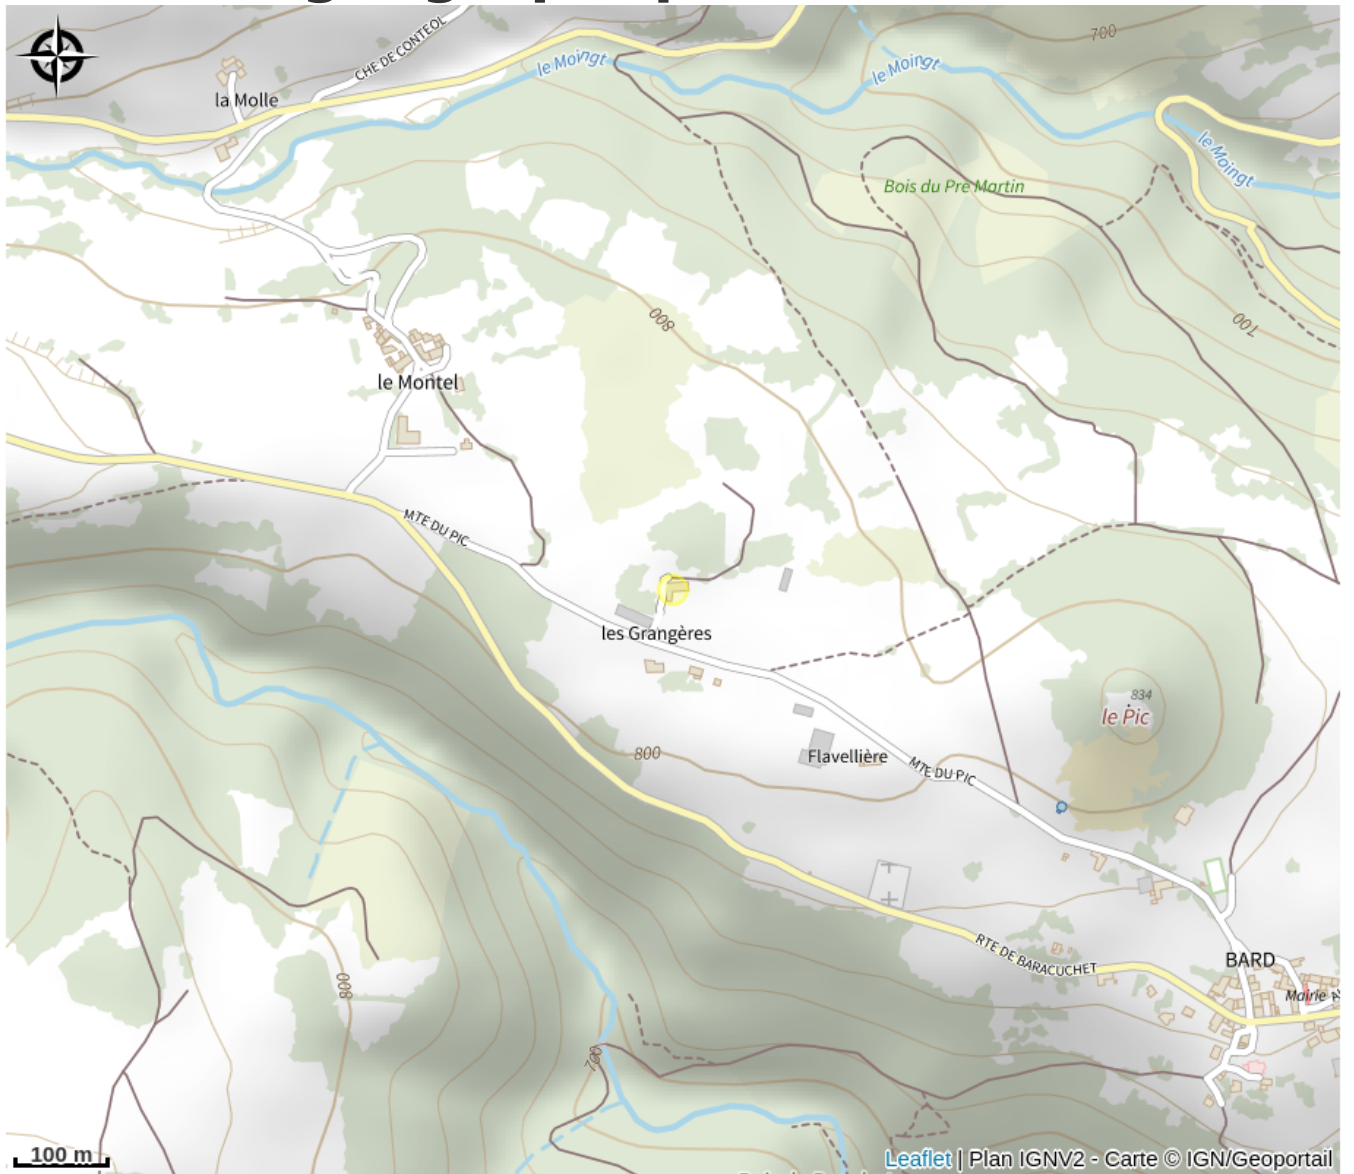 700
CHE DE CONTEOL
le Moingt
le Moingt
la Molle
le Moingt
Bois du Pre Martin
800
700
le Montel
MTE DU PIC
les Grangères
834
le Pic
800
Flavellière
MTE DU PIC
RTE DE BARACUCHET
BARD
800
Mairie
700
100 m
Leaflet | Plan IGNV2 - Carte © IGN/Geoportail